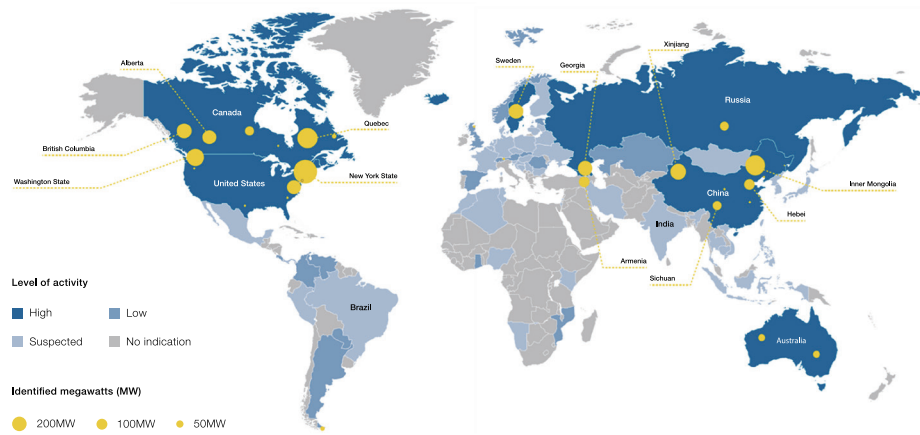 Alberta
Canada
Quebec
British Columbia
Washington State
United States
New York State
Brazil
Xinjiang
Sweden
Georgia
Russia
China
Inner Mongolia
India
Hebei
Armenia
Sichuan
Australia
Level of activity
High
Low
Suspected
No indication
Identified megawatts (MW)
200MW
100MW
50MW